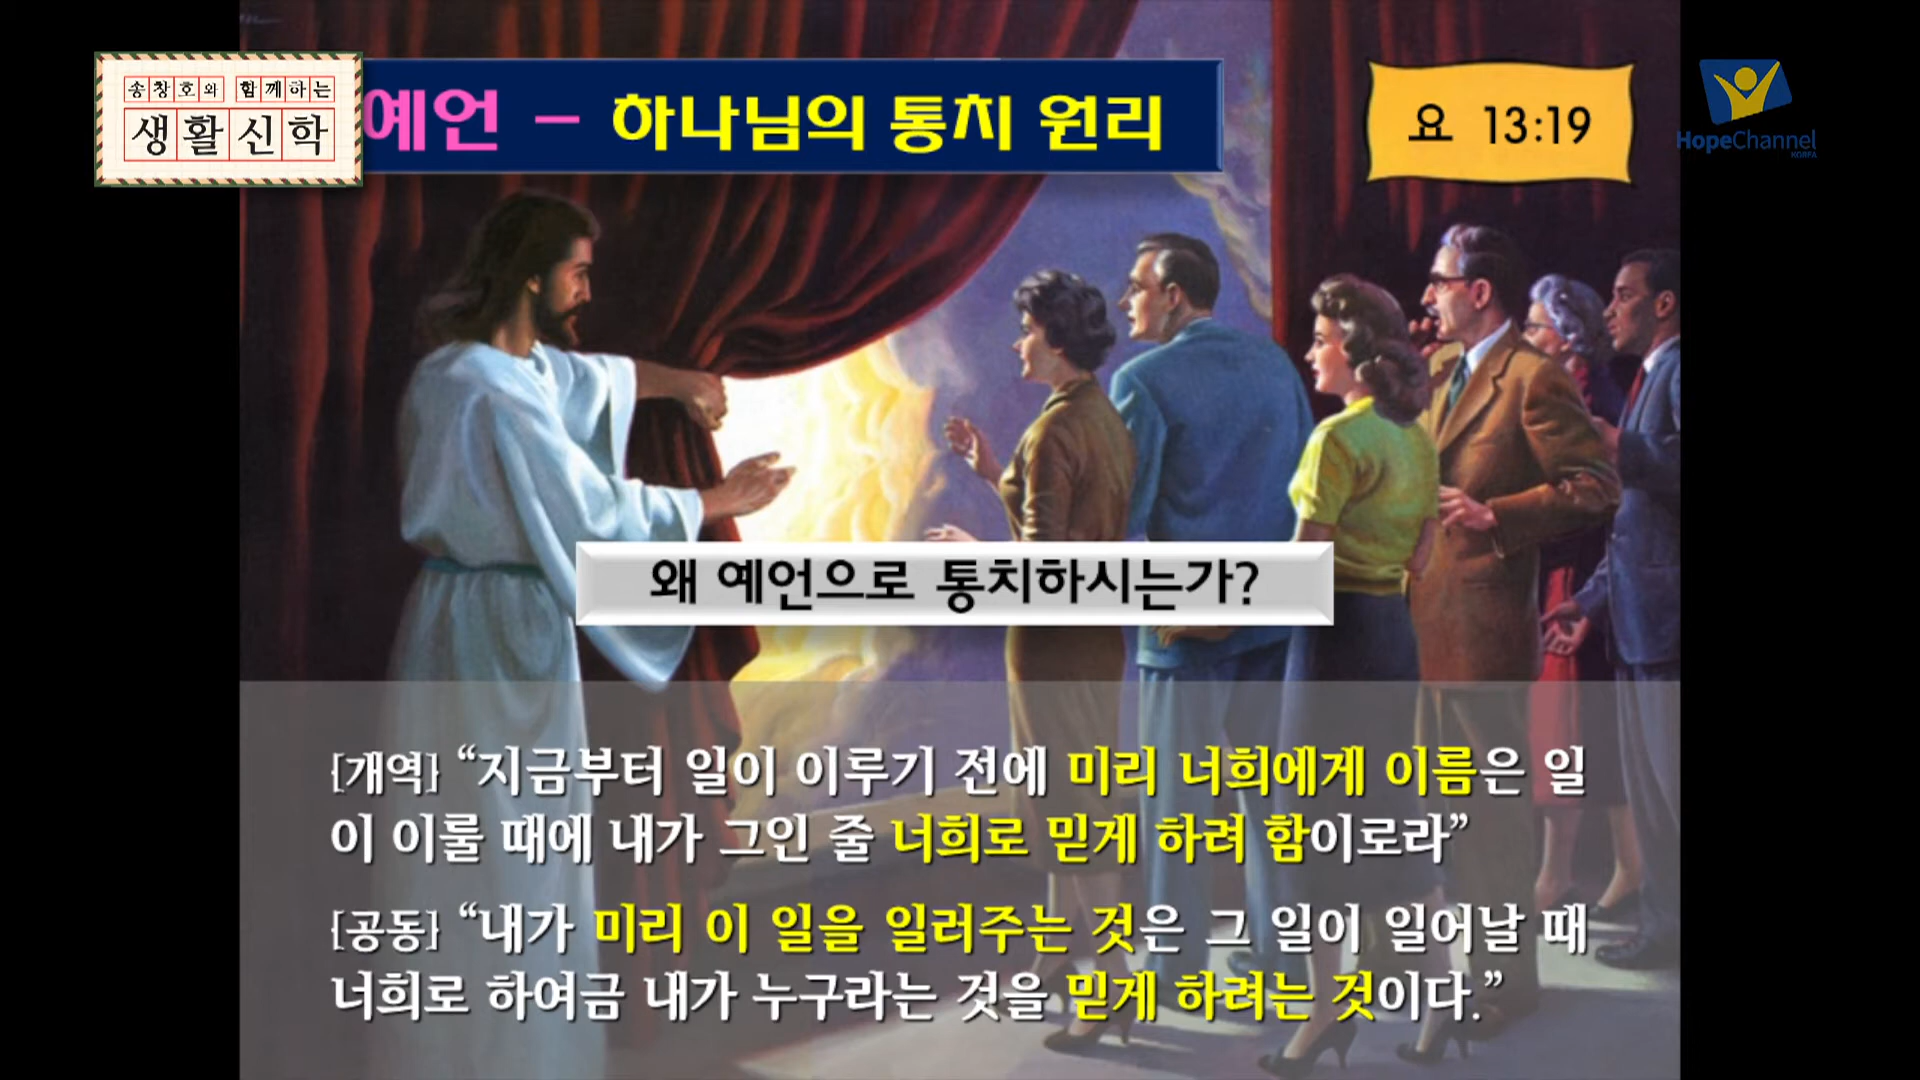 송창호와 함께하는
생활신학
예언 - 하나님의 통치 원리
요 13:19
HopeChannel
KOREA
왜 예언으로 통치하시는가?
[개역] “지금부터 일이 이루기 전에 미리 너희에게 이름은 일
이 이룰 때에 내가 그인 줄 너희로 믿게 하려 함이로라”
[공동] “내가 미리 이 일을 일러주는 것은 그 일이 일어날 때
너희로 하여금 내가 누구라는 것을 믿게 하려는 것이다.”